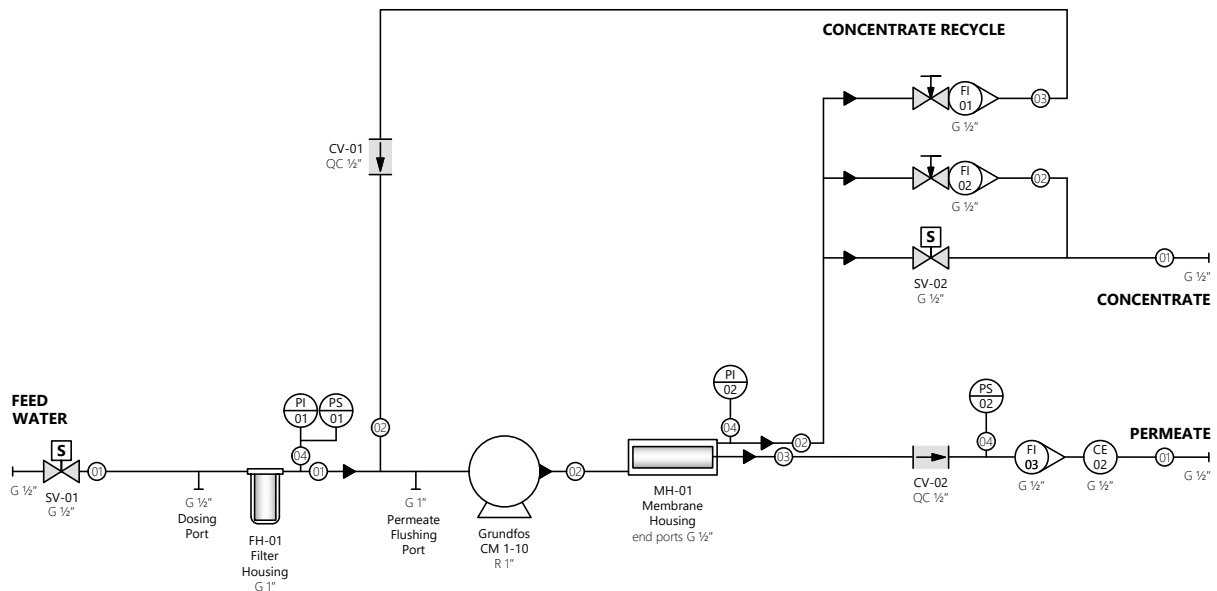 CONCENTRATE RECYCLE
FI
01
G ½"
03
CV-01
QC ½"
FI
02
G ½"
02
S
SV-02
G ½"
01
G ½"
CONCENTRATE
FEED
WATER
S
G ½"
SV-01
G ½"
01
G ½"
Dosing
Port
PI
01
PS
01
04
FH-01
Filter
Housing
G 1"
01
02
G 1"
Permeate
Flushing
Port
Grundfos
CM 1-10
R 1"
02
PI
02
04
MH-01
Membrane
Housing
end ports G ½"
02
03
CV-02
QC ½"
PS
02
04
FI
03
G ½"
CE
02
G ½"
PERMEATE
01
G ½"